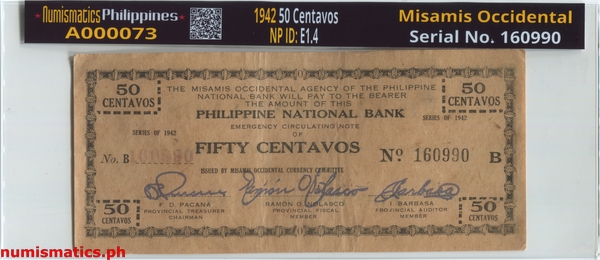 Numismatics Philippines
A000073
1942 50 Centavos
NP ID: E1.4
Misamis Occidental
Serial No. 160990
50
CENTAVOS
50
CENTAVOS
THE MISAMIS OCCIDENTAL AGENCY OF THE PHILIPPINE
NATIONAL BANK WILL PAY TO THE BEARER
THE AMOUNT OF THIS
PHILIPPINE NATIONAL BANK
SERIES OF 1942
EMERGENCY CIRCULATING NOTE
SERIES OF 1942
OF
FIFTY CENTAVOS
No. B
Nº 160990 B
ISSUED BY MISAMIS OCCIDENTAL CURRENCY COMMITTEE
50
CENTAVOS
F. D. PACANA
PROVINCIAL TREASURER
CHAIRMAN
RAMON C. NOLASCO
PROVINCIAL FISCAL
MEMBER
I. BARBASA
PROVINCIAL AUDITOR
MEMBER
50
CENTAVOS
numismatics.ph